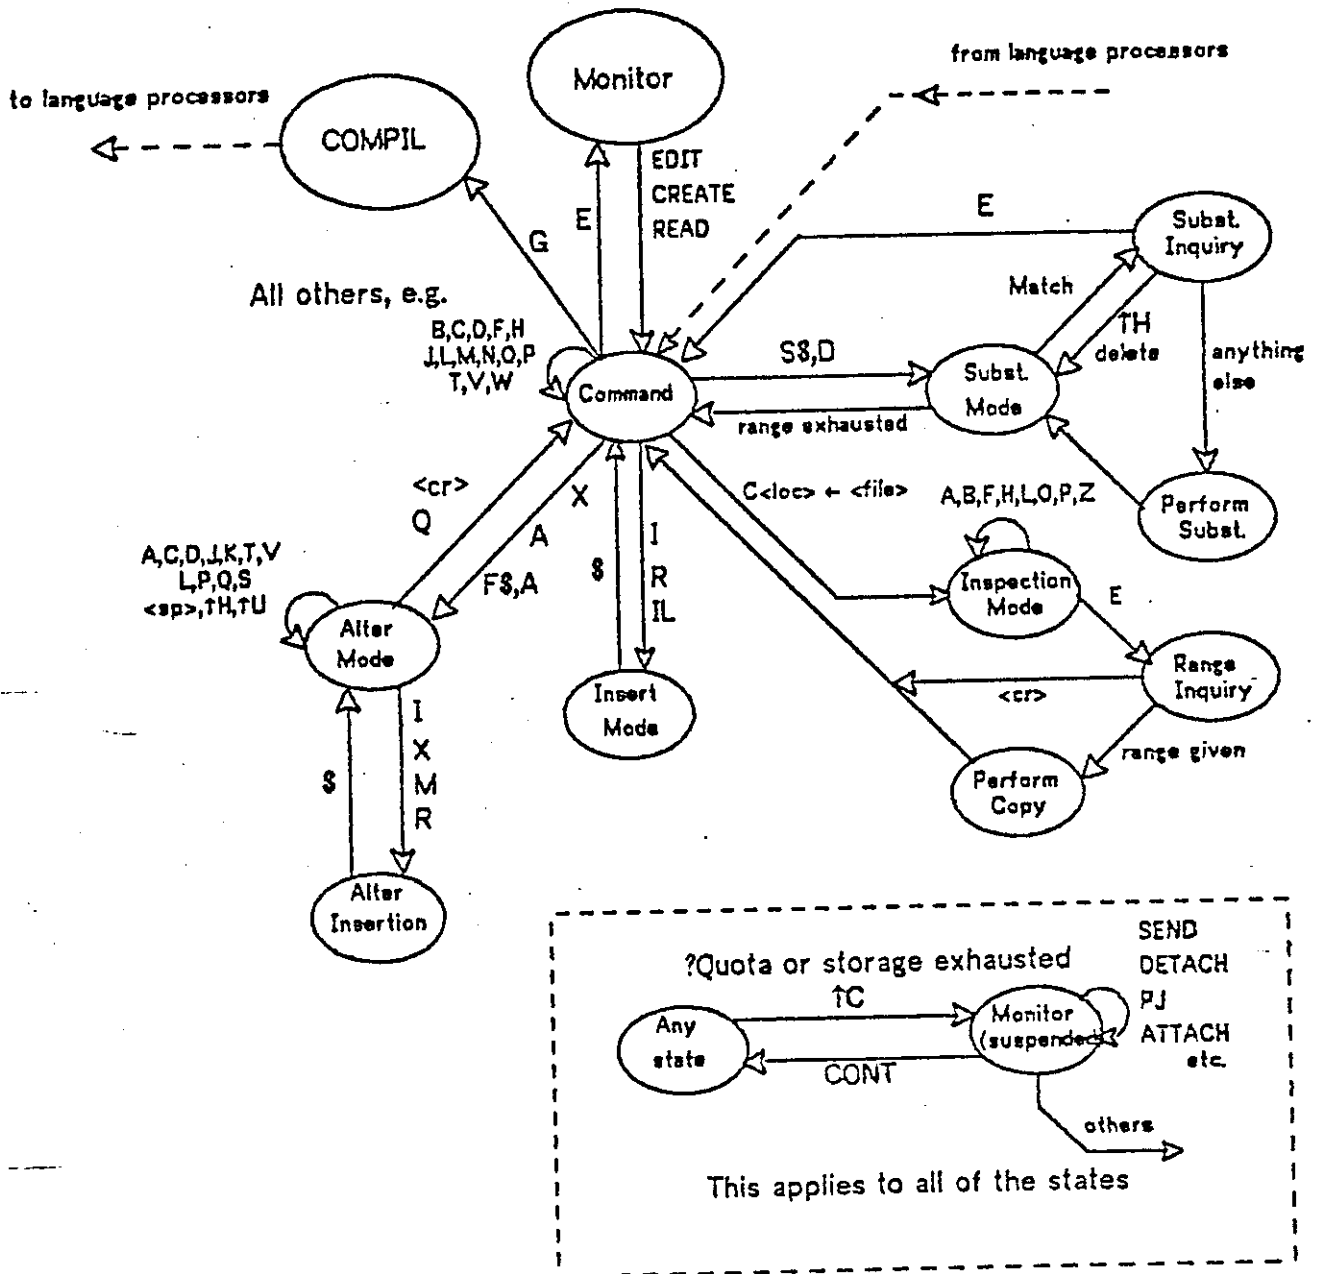 from language processors
Monitor
to language processors
COMPIL
EDIT
CREATE
READ
E
G
E
Subst.
Inquiry
Match
↑H
delete
anything
else
All others, e.g.
B,C,D,F,H
J,L,M,N,O,P
T,V,W
Command
S$,D
range exhausted
Subst.
Mode
Perform
Subst.
<cr>
Q
X
A
F$,A
C<loc> ← <file>
A,B,F,H,L,O,P,Z
Inspection
Mode
E
$
I
R
IL
A,C,D,J,K,T,V
L,P,Q,S
<sp>,↑H,↑U
Alter
Mode
Insert
Mode
Range
Inquiry
<cr>
range given
Perform
Copy
$
I
X
M
R
Alter
Insertion
?Quota or storage exhausted
↑C
Any
state
Monitor
(suspended)
SEND
DETACH
PJ
ATTACH
etc.
CONT
others
This applies to all of the states